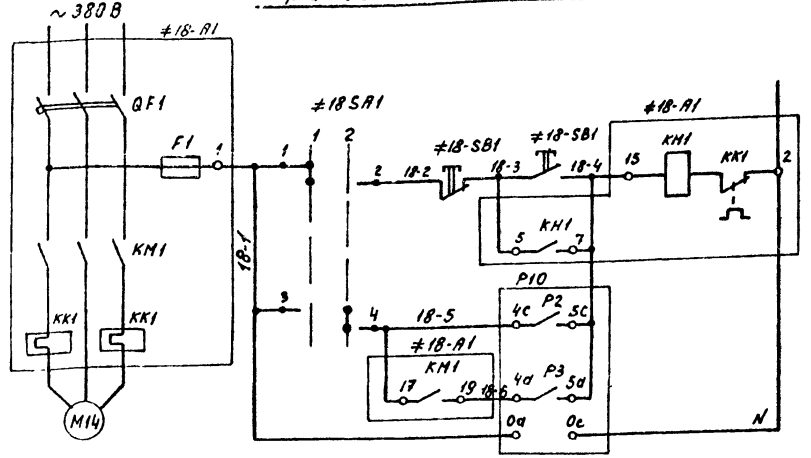 ~ 380 В
≠18-А1
QF1
F1
1
≠18SA1
1
2
1
≠18-SB1
≠18-SB1
≠18-А1
КМ1
КК1
2
18-2
18-3
18-4
15
2
КМ1
5
7
18-1
КМ1
3
4
18-5
Р10
4с
Р2
5с
КК1
КК1
≠18-А1
КМ1
17
19
18-6
4d
Р3
5d
М14
0d
0с
N